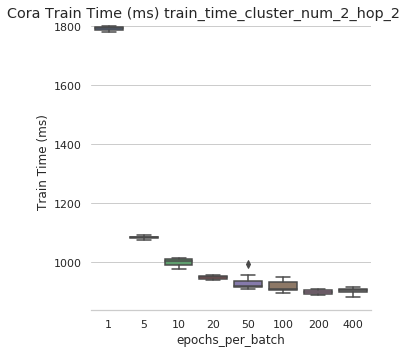 Cora Train Time (ms) train_time_cluster_num_2_hop_2
1800
1600
1400
1200
1000
Train Time (ms)
1 5 10 20 50 100 200 400
epochs_per_batch